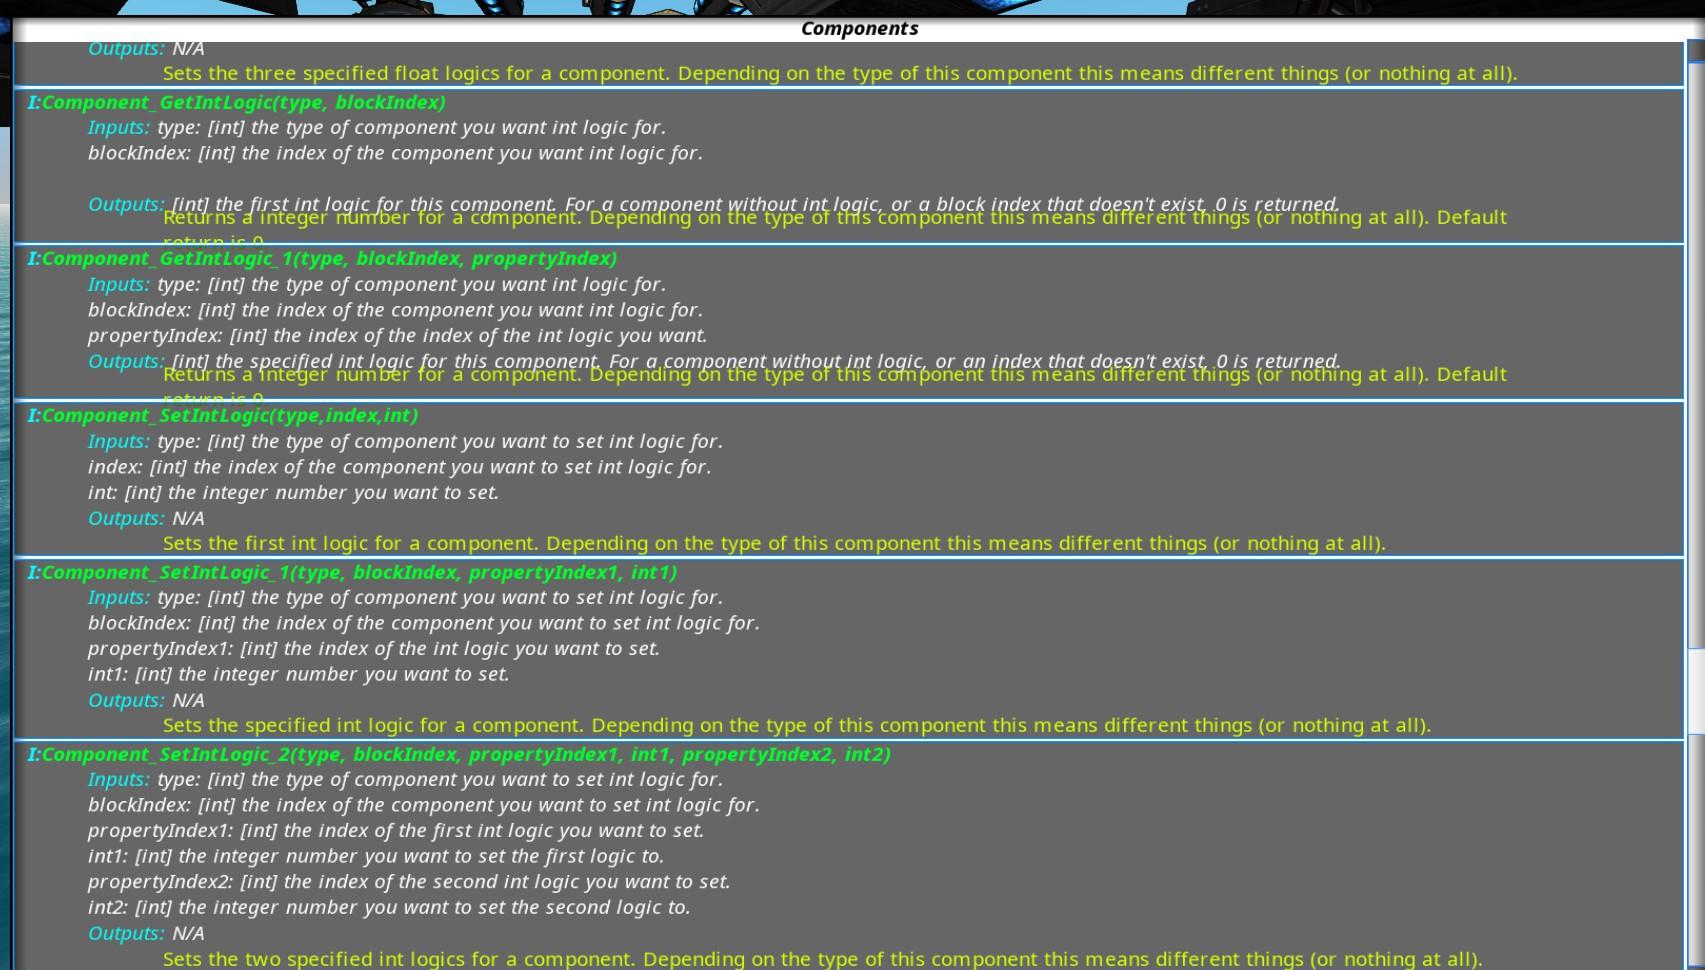 Components
Outputs: N/A
Sets the three specified float logics for a component. Depending on the type of this component this means different things (or nothing at all).
I:Component_GetIntLogic(type, blockIndex)
Inputs: type: [int] the type of component you want int logic for.
blockIndex: [int] the index of the component you want int logic for.
Outputs: [int] the first int logic for this component. For a component without int logic, or a block index that doesn't exist, 0 is returned.
Returns a integer number for a component. Depending on the type of this component this means different things (or nothing at all). Default
return is 0.
I:Component_GetIntLogic_1(type, blockIndex, propertyIndex)
Inputs: type: [int] the type of component you want int logic for.
blockIndex: [int] the index of the component you want int logic for.
propertyIndex: [int] the index of the index of the int logic you want.
Outputs: [int] the specified int logic for this component. For a component without int logic, or an index that doesn't exist, 0 is returned.
Returns a integer number for a component. Depending on the type of this component this means different things (or nothing at all). Default
return is 0.
I:Component_SetIntLogic(type,index,int)
Inputs: type: [int] the type of component you want to set int logic for.
index: [int] the index of the component you want to set int logic for.
int: [int] the integer number you want to set.
Outputs: N/A
Sets the first int logic for a component. Depending on the type of this component this means different things (or nothing at all).
I:Component_SetIntLogic_1(type, blockIndex, propertyIndex1, int1)
Inputs: type: [int] the type of component you want to set int logic for.
blockIndex: [int] the index of the component you want to set int logic for.
propertyIndex1: [int] the index of the int logic you want to set.
int1: [int] the integer number you want to set.
Outputs: N/A
Sets the specified int logic for a component. Depending on the type of this component this means different things (or nothing at all).
I:Component_SetIntLogic_2(type, blockIndex, propertyIndex1, int1, propertyIndex2, int2)
Inputs: type: [int] the type of component you want to set int logic for.
blockIndex: [int] the index of the component you want to set int logic for.
propertyIndex1: [int] the index of the first int logic you want to set.
int1: [int] the integer number you want to set the first logic to.
propertyIndex2: [int] the index of the second int logic you want to set.
int2: [int] the integer number you want to set the second logic to.
Outputs: N/A
Sets the two specified int logics for a component. Depending on the type of this component this means different things (or nothing at all).